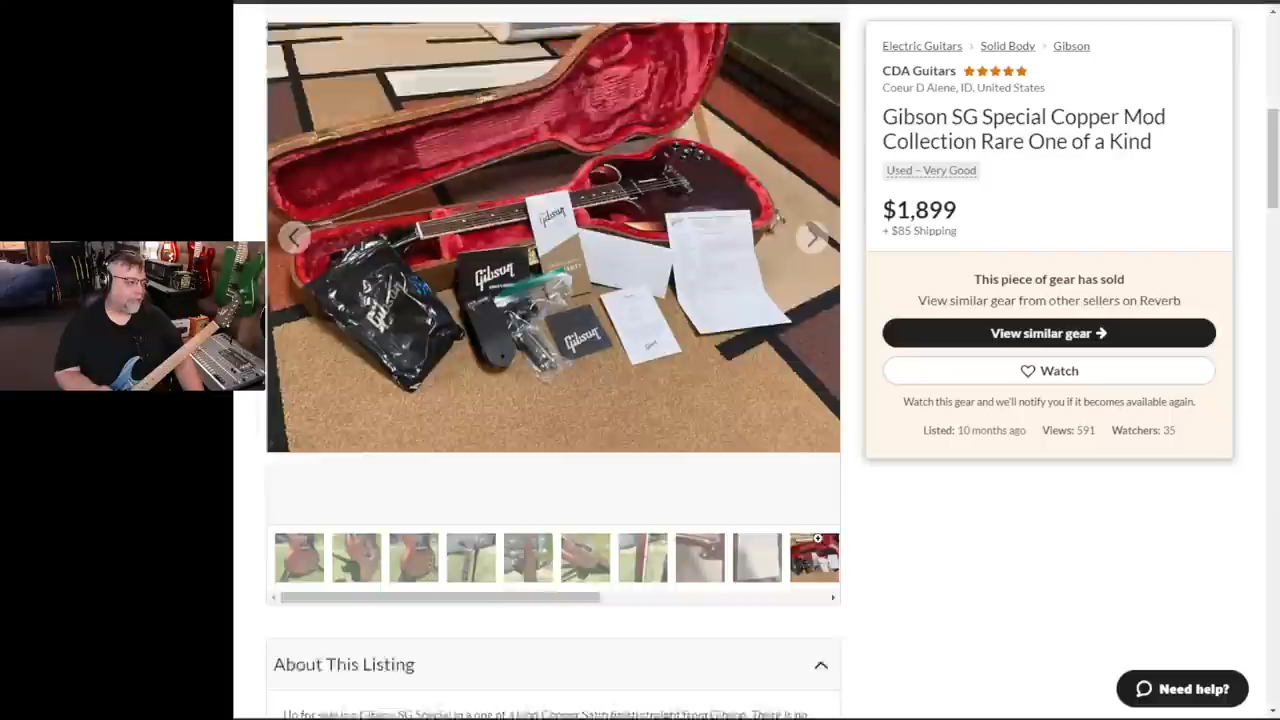 Electric Guitars > Solid Body > Gibson
CDA Guitars
Coeur D Alene, ID, United States
Gibson SG Special Copper Mod
Collection Rare One of a Kind
Used – Very Good
$1,899
+ $85 Shipping
This piece of gear has sold
View similar gear from other sellers on Reverb
View similar gear →
Watch
Watch this gear and we'll notify you if it becomes available again.
Listed: 10 months ago Views: 591 Watchers: 35
Gibson
Gibson
Gibson
Gibson
About This Listing
Need help?